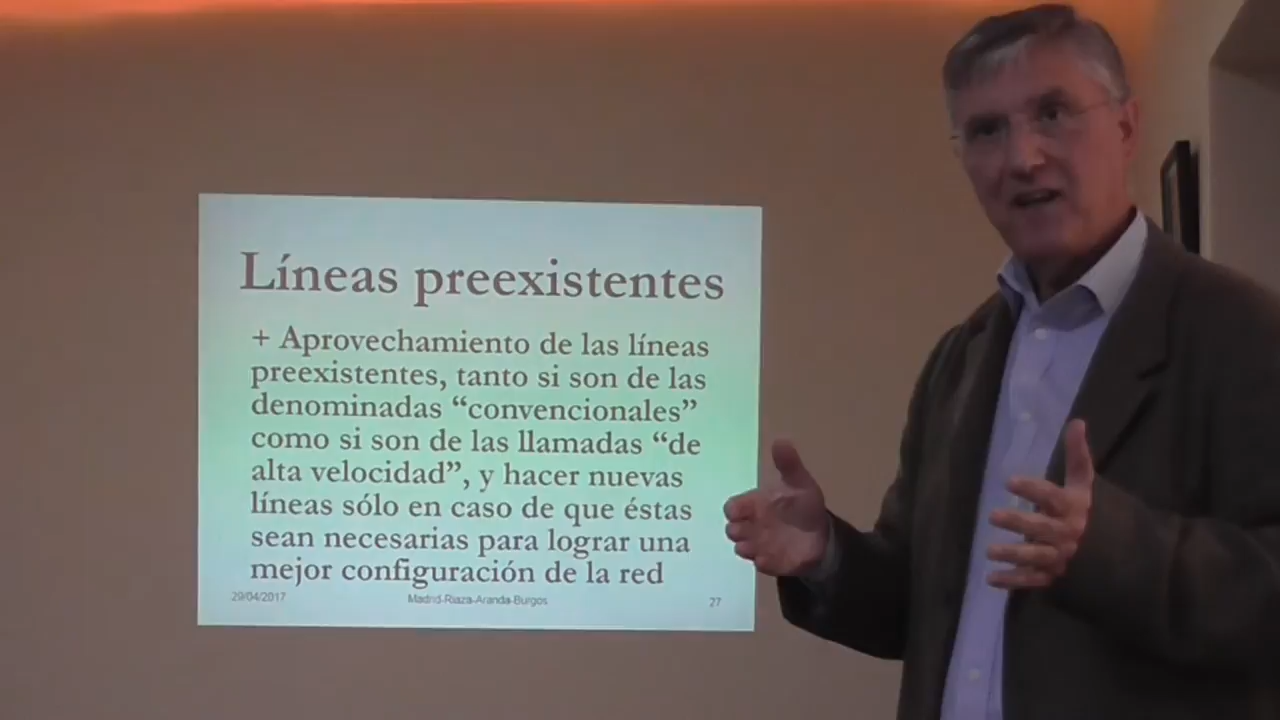 Líneas preexistentes
+ Aprovechamiento de las líneas
preexistentes, tanto si son de las
denominadas “convencionales”
como si son de las llamadas “de
alta velocidad”, y hacer nuevas
líneas sólo en caso de que éstas
sean necesarias para lograr una
mejor configuración de la red
29/04/2017 Madrid-Riaza-Aranda-Burgos 27